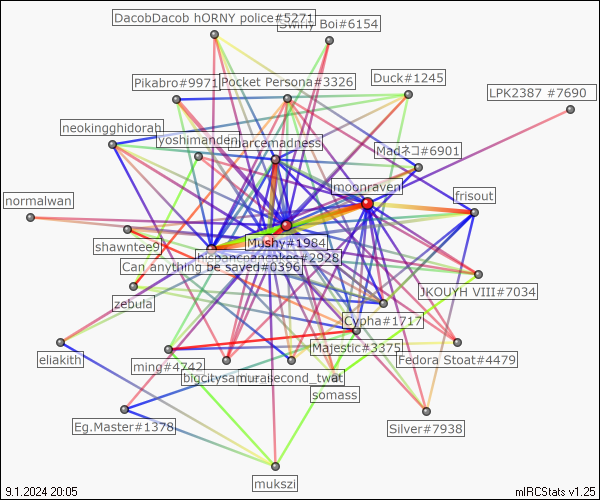 DacobDacob hORNY police#5271
Swirly Boi#6154
Pikabro#9971
Pocket Persona#3326
Duck#1245
LPK2387 #7690
neokingghidorah
yoshimanden
marcemadness
Madネコ#6901
moonraven
frisout
normalwan
shawntee9
Mushy#1984
hispancpancakes#2928
Can anything be saved#0396
JKOUYH VIII#7034
zebula
Cypha#1717
eliakith
ming#4742
Majestic#3375
Fedora Stoat#4479
bigcitysamurai
second_twat
somass
Eg.Master#1378
Silver#7938
mukszi
9.1.2024 20:05
mIRCStats v1.25